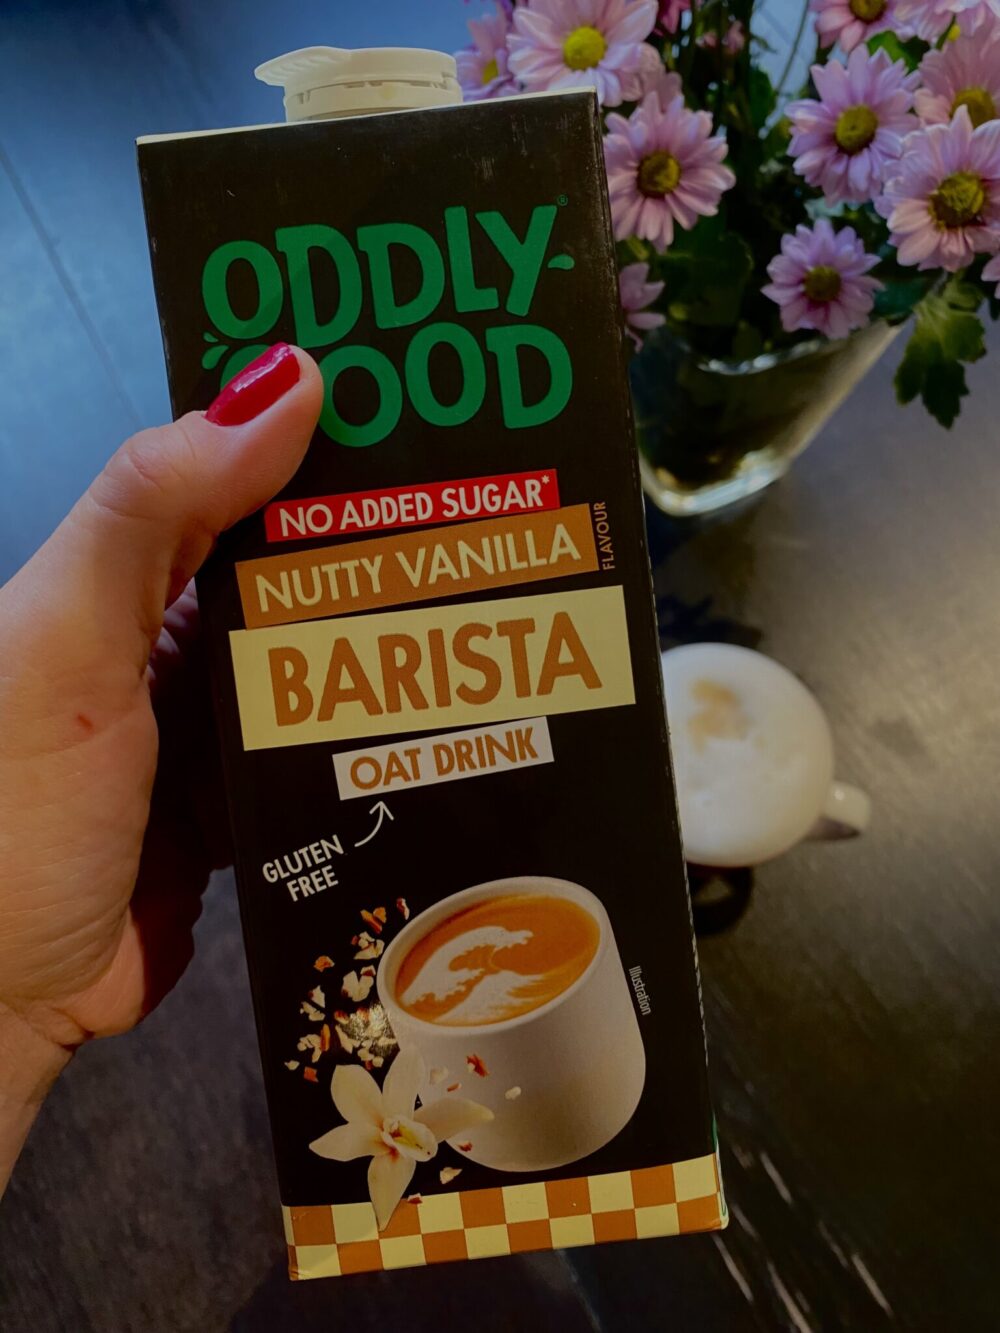 ODDLY-
GOOD
®
NO ADDED SUGAR*
NUTTY VANILLA
FLAVOUR
BARISTA
OAT DRINK
GLUTEN
FREE
Illustration